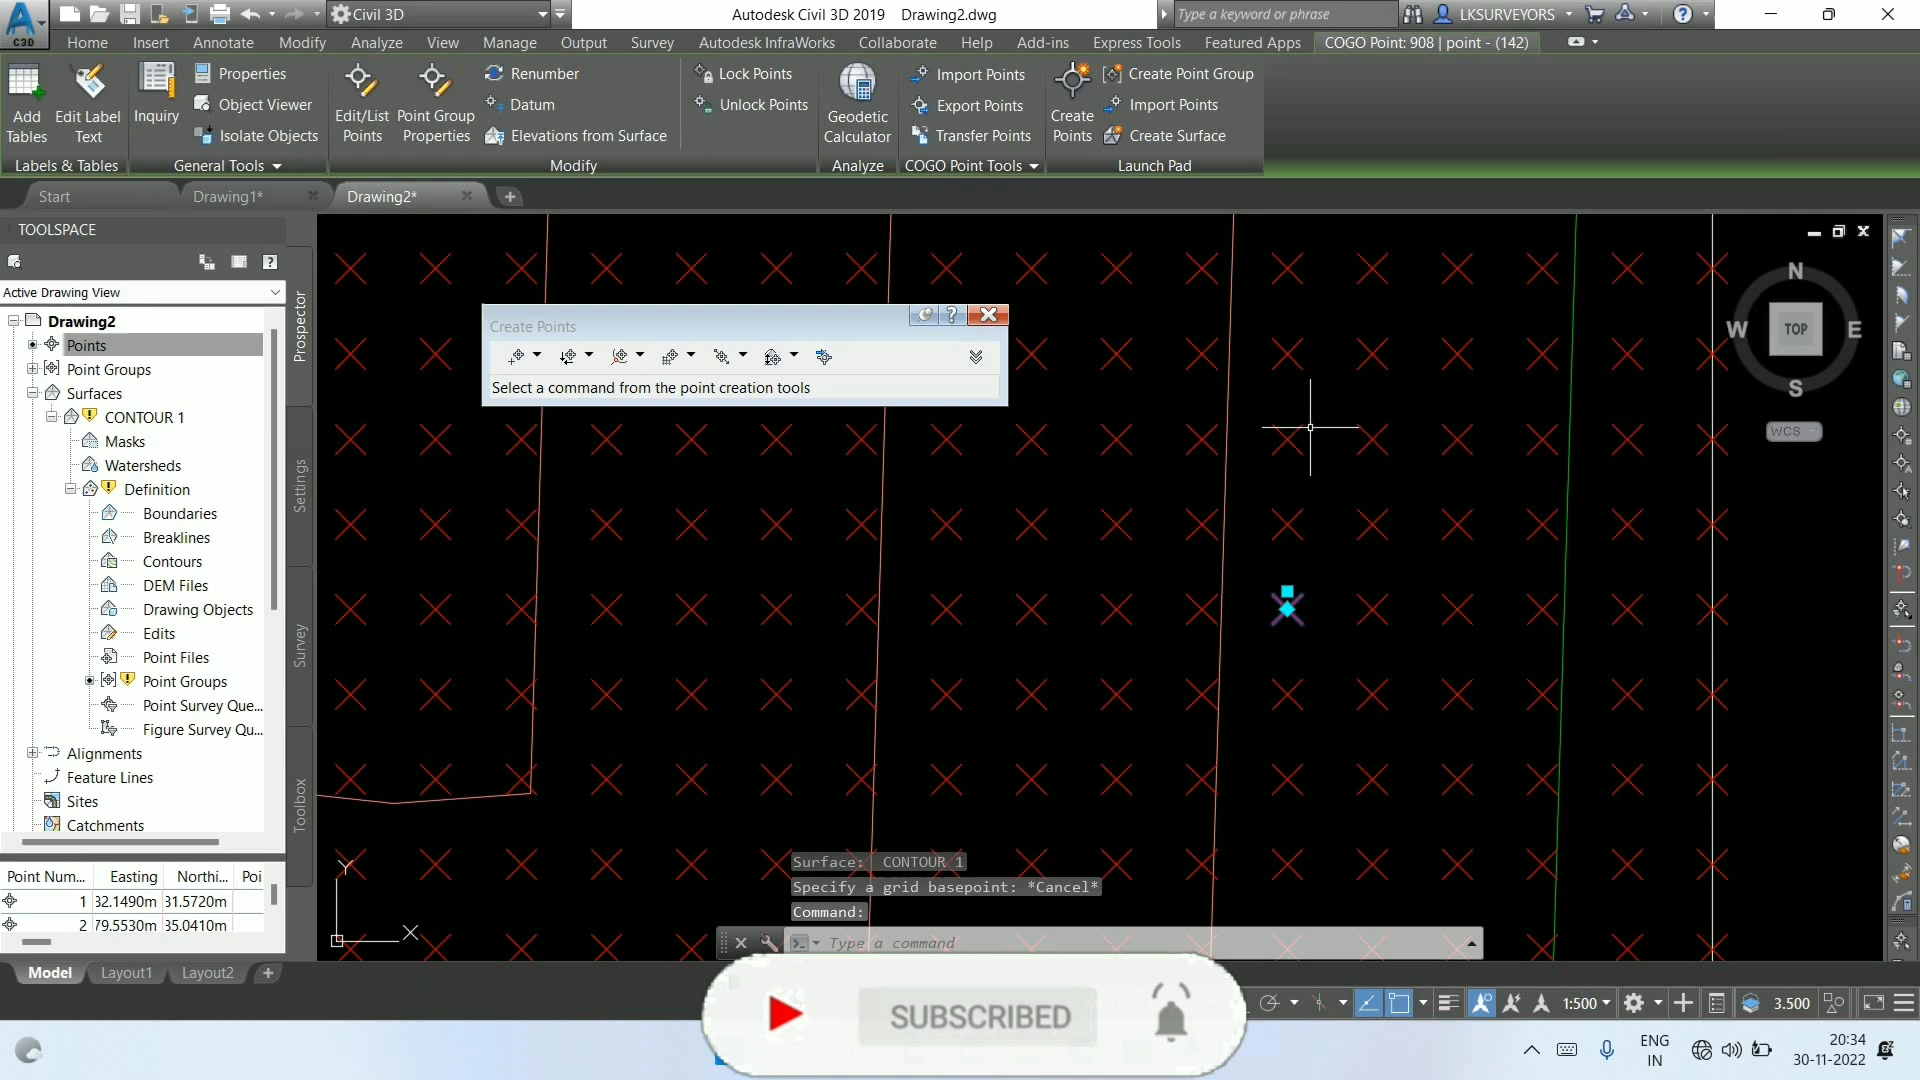 C3D
Civil 3D
Autodesk Civil 3D 2019 Drawing2.dwg
Type a keyword or phrase
LKSURVEYORS
Home Insert Annotate Modify Analyze View Manage Output Survey Autodesk InfraWorks Collaborate Help Add-ins Express Tools Featured Apps COGO Point: 908 | point - (142)
Add Tables
Edit Label Text
Inquiry
Properties
Object Viewer
Isolate Objects
Edit/List Points
Point Group Properties
Renumber
Datum
Elevations from Surface
Lock Points
Unlock Points
Geodetic Calculator
Import Points
Export Points
Transfer Points
Create Points
Create Point Group
Import Points
Create Surface
Labels & Tables General Tools Modify Analyze COGO Point Tools Launch Pad
Start Drawing1* Drawing2*
TOOLSPACE
Active Drawing View
Drawing2
Points
Point Groups
Surfaces
CONTOUR 1
Masks
Watersheds
Definition
Boundaries
Breaklines
Contours
DEM Files
Drawing Objects
Edits
Point Files
Point Groups
Point Survey Que...
Figure Survey Qu...
Alignments
Feature Lines
Sites
Catchments
Prospector
Settings
Survey
Toolbox
Point Num... Easting Northi... Poi
1 32.1490m 31.5720m
2 79.5530m 35.0410m
Create Points
Select a command from the point creation tools
N
W TOP E
S
WCS
Y
X
Surface: CONTOUR 1
Specify a grid basepoint: *Cancel*
Command:
Type a command
Model Layout1 Layout2
SUBSCRIBED
1:500
3.500
ENG
IN
20:34
30-11-2022